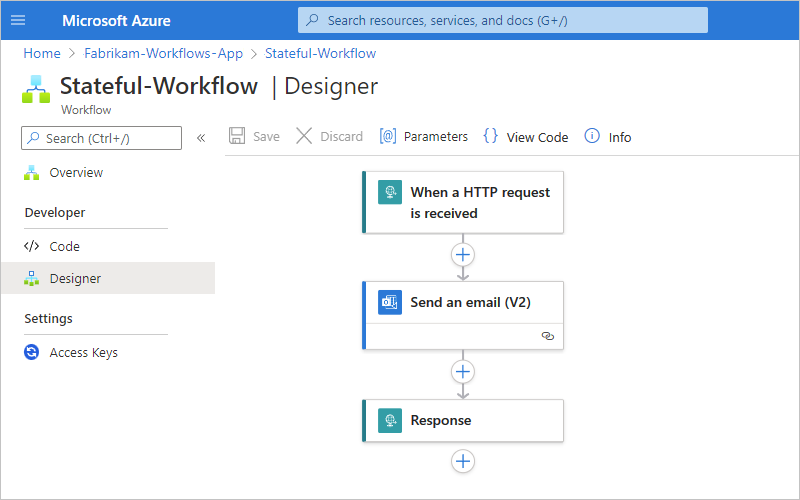 Microsoft Azure
Search resources, services, and docs (G+/)
Home > Fabrikam-Workflows-App > Stateful-Workflow
Stateful-Workflow | Designer
Workflow
Search (Ctrl+/)
«
Save
Discard
[@] Parameters
{} View Code
Info
Overview
Developer
</> Code
Designer
Settings
Access Keys
When a HTTP request
is received
Send an email (V2)
Response